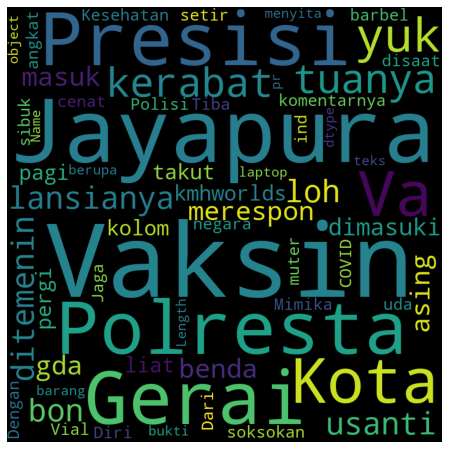 object
angkat
Kesehatan
setir
menyita
barbel
disaat
Presisi
yuk
masuk
kerabat
tuanya
cenat
Polisi
Tiba
pr
komentarnya
sibuk
Name
ind
dtype
Jayapura
pagi
berupa
takut
laptop
teks
lansianya
kmhworlds
loh
Va
merespon
ditemenin
kolom
negara
dimasuki
pergi
Jaga
Vaksin
muter
COVID
asing
Length
Mimika
uda
Polresta
gda
liat
benda
Kota
Dengan
barang
bon
Gerai
Dari
usanti
Vial
Diri
bukti
soksokan